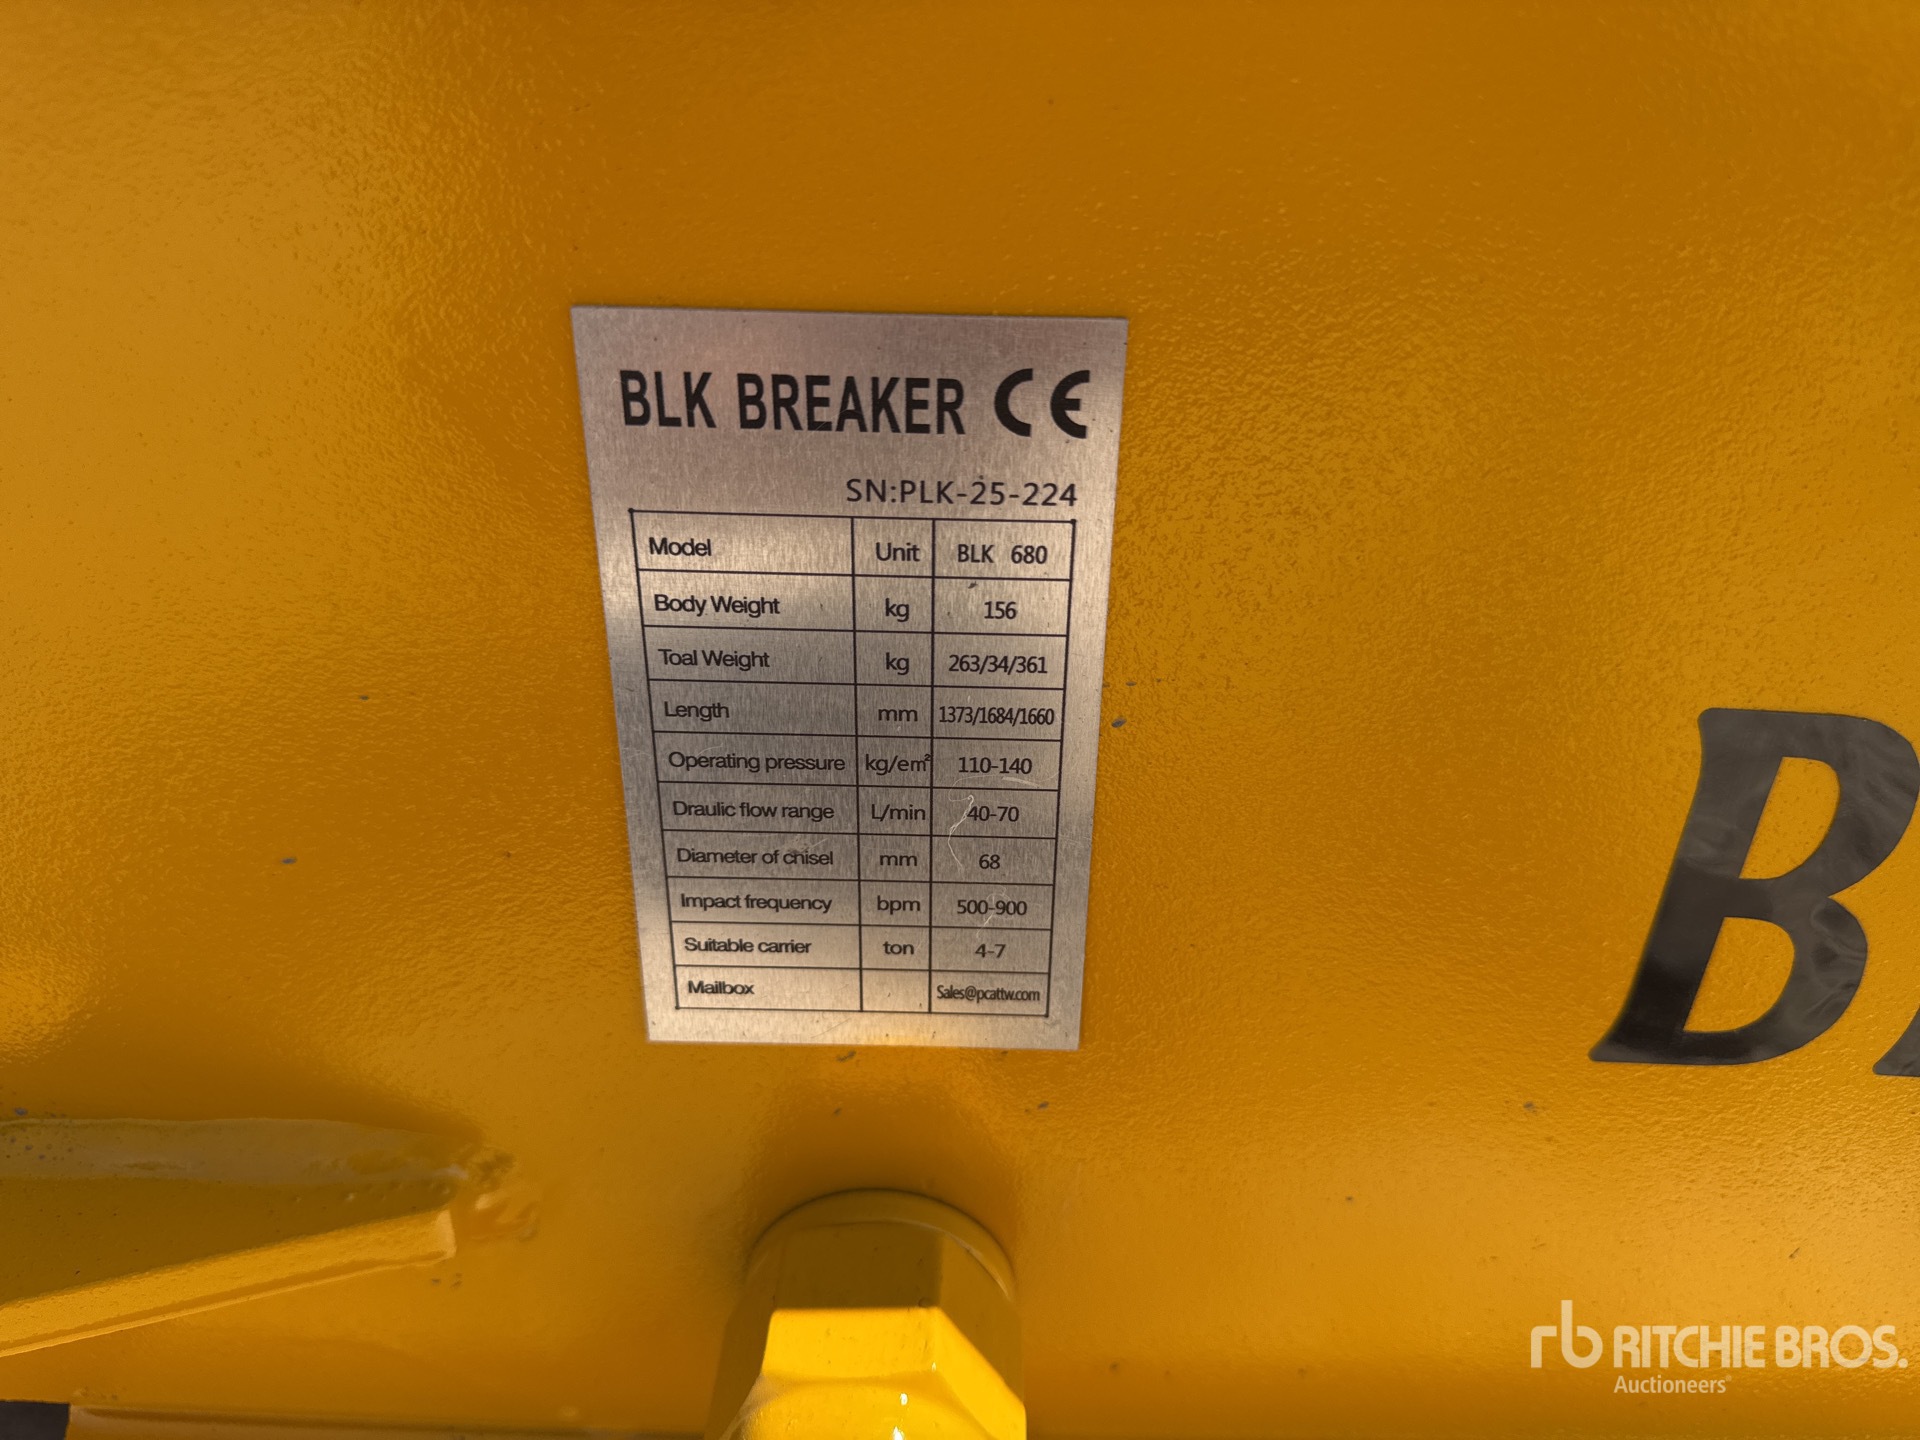 BLK BREAKER CE
SN:PLK-25-224
Model Unit BLK 680
Body Weight kg 156
Toal Weight kg 263/34/361
Length mm 1373/1684/1660
Operating pressure kg/em² 110-140
Draulic flow range L/min 40-70
Diameter of chisel mm 68
Impact frequency bpm 500-900
Suitable carrier ton 4-7
Mailbox Sales@pcattw.com
B
rb RITCHIE BROS.
Auctioneers